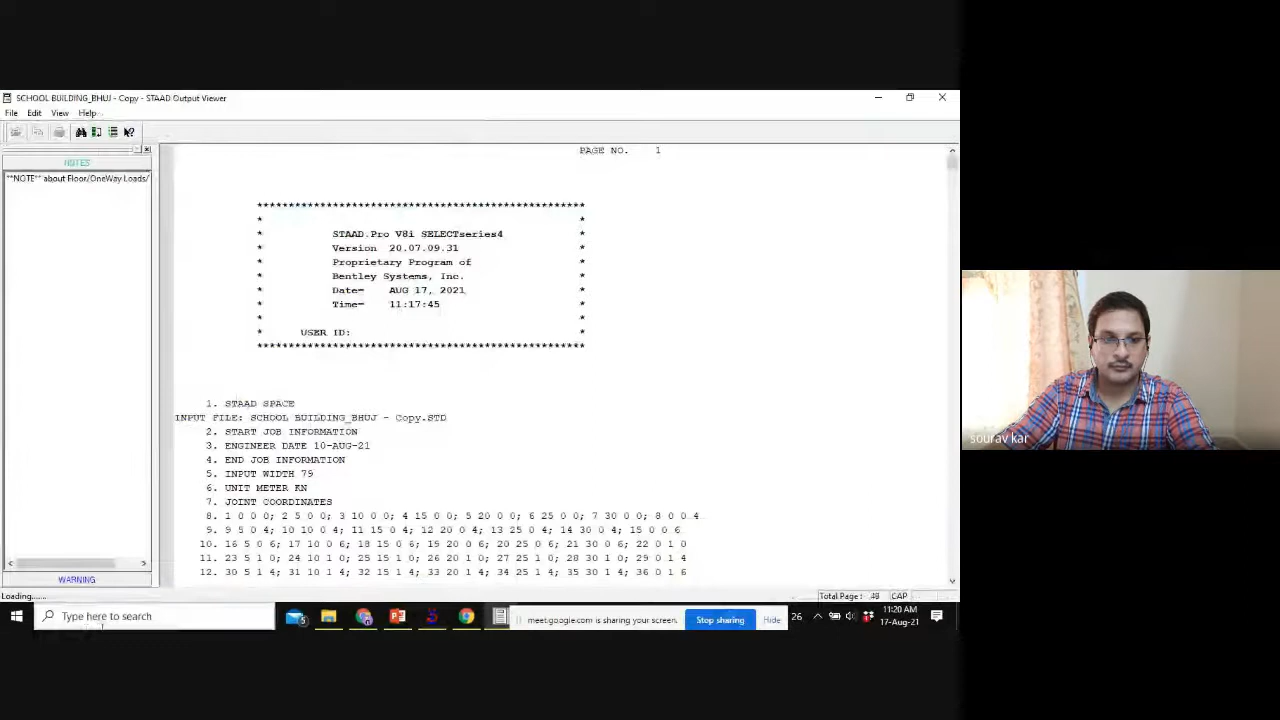 SCHOOL BUILDING_BHUJ - Copy - STAAD Output Viewer
File Edit View Help
NOTES
**NOTE** about Floor/OneWay Loads/
WARNING
PAGE NO. 1
****************************************************
* *
* STAAD.Pro V8i SELECTseries4 *
* Version 20.07.09.31 *
* Proprietary Program of *
* Bentley Systems, Inc. *
* Date= AUG 17, 2021 *
* Time= 11:17:45 *
* *
* USER ID: *
****************************************************
1. STAAD SPACE
INPUT FILE: SCHOOL BUILDING_BHUJ - Copy.STD
2. START JOB INFORMATION
3. ENGINEER DATE 10-AUG-21
4. END JOB INFORMATION
5. INPUT WIDTH 79
6. UNIT METER KN
7. JOINT COORDINATES
8. 1 0 0 0; 2 5 0 0; 3 10 0 0; 4 15 0 0; 5 20 0 0; 6 25 0 0; 7 30 0 0; 8 0 0 4
9. 9 5 0 4; 10 10 0 4; 11 15 0 4; 12 20 0 4; 13 25 0 4; 14 30 0 4; 15 0 0 6
10. 16 5 0 6; 17 10 0 6; 18 15 0 6; 19 20 0 6; 20 25 0 6; 21 30 0 6; 22 0 1 0
11. 23 5 1 0; 24 10 1 0; 25 15 1 0; 26 20 1 0; 27 25 1 0; 28 30 1 0; 29 0 1 4
12. 30 5 1 4; 31 10 1 4; 32 15 1 4; 33 20 1 4; 34 25 1 4; 35 30 1 4; 36 0 1 6
Loading......
Total Page : 48 CAP
Type here to search
meet.google.com is sharing your screen.
Stop sharing
Hide
26
11:20 AM
17-Aug-21
sourav kar